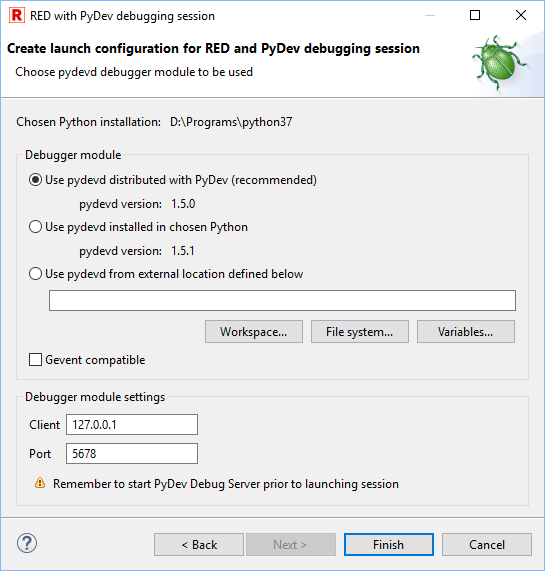 R RED with PyDev debugging session
Create launch configuration for RED and PyDev debugging session
Choose pydevd debugger module to be used
Chosen Python installation: D:\Programs\python37
Debugger module
Use pydevd distributed with PyDev (recommended)
pydevd version: 1.5.0
Use pydevd installed in chosen Python
pydevd version: 1.5.1
Use pydevd from external location defined below
Workspace... File system... Variables...
Gevent compatible
Debugger module settings
Client 127.0.0.1
Port 5678
Remember to start PyDev Debug Server prior to launching session
? < Back Next > Finish Cancel